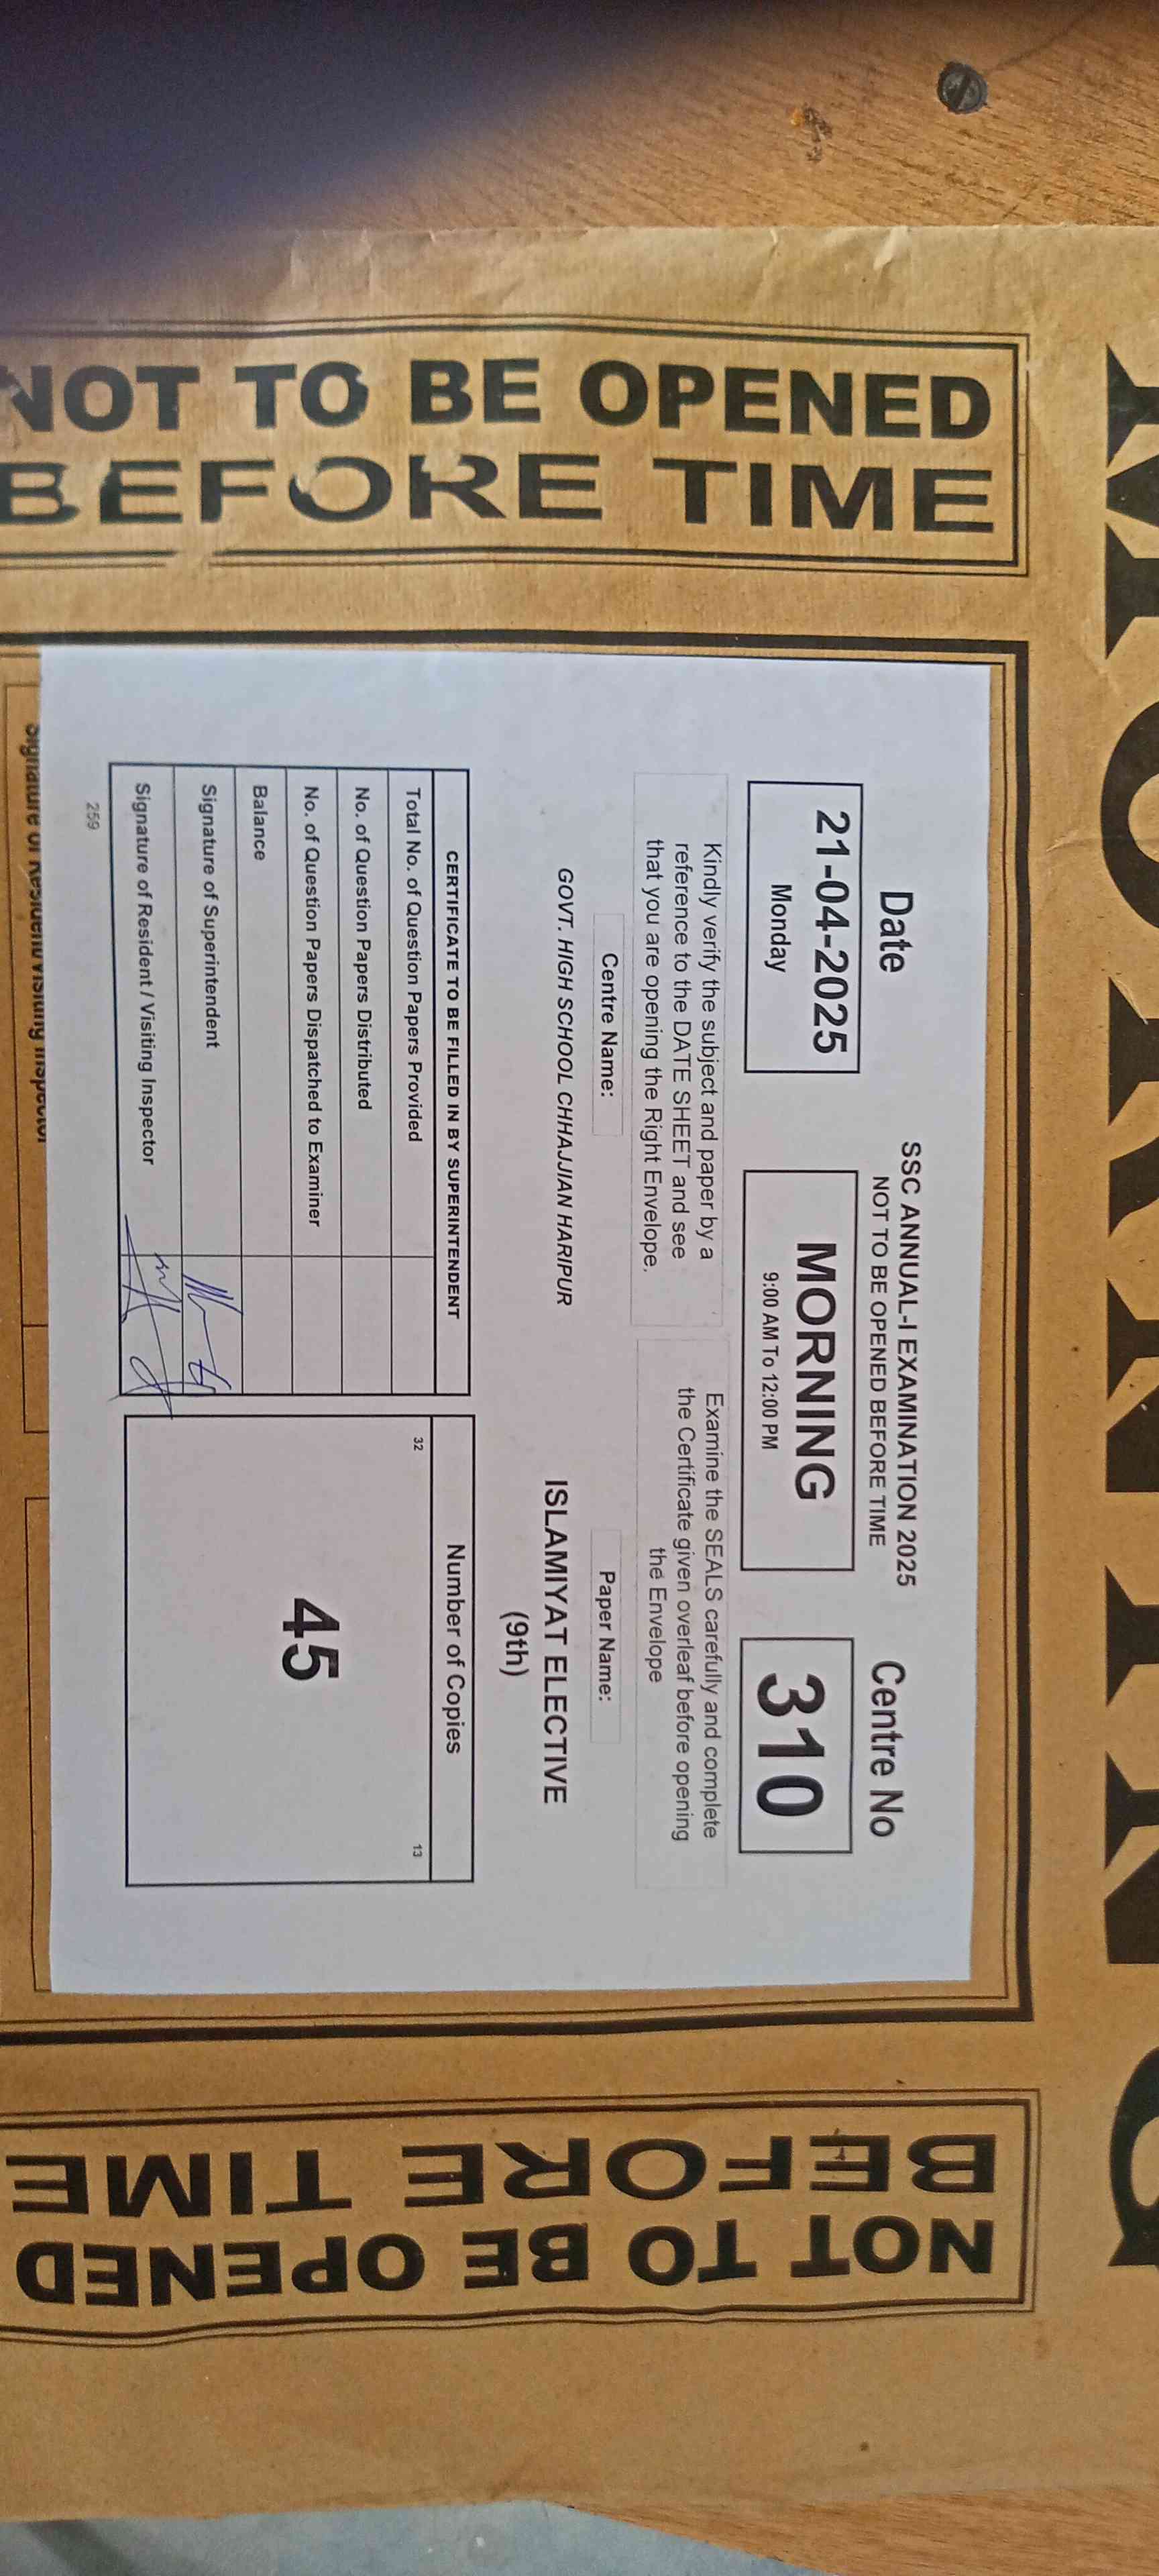 MORNING
NOT TO BE OPENED
BEFORE TIME
SSC ANNUAL-I EXAMINATION 2025
NOT TO BE OPENED BEFORE TIME
Date
21-04-2025
Monday
MORNING
9:00 AM To 12:00 PM
Centre No
310
Kindly verify the subject and paper by a
reference to the DATE SHEET and see
that you are opening the Right Envelope.
Examine the SEALS carefully and complete
the Certificate given overleaf before opening
the Envelope
Centre Name:
GOVT. HIGH SCHOOL CHHAJJIAN HARIPUR
Paper Name:
ISLAMIYAT ELECTIVE
(9th)
CERTIFICATE TO BE FILLED IN BY SUPERINTENDENT
Total No. of Question Papers Provided
No. of Question Papers Distributed
No. of Question Papers Dispatched to Examiner
Balance
Signature of Superintendent
Signature of Resident / Visiting Inspector
Number of Copies
32
13
45
259
Signature of Resident/Visiting Inspector
NOT TO BE OPENED
BEFORE TIME